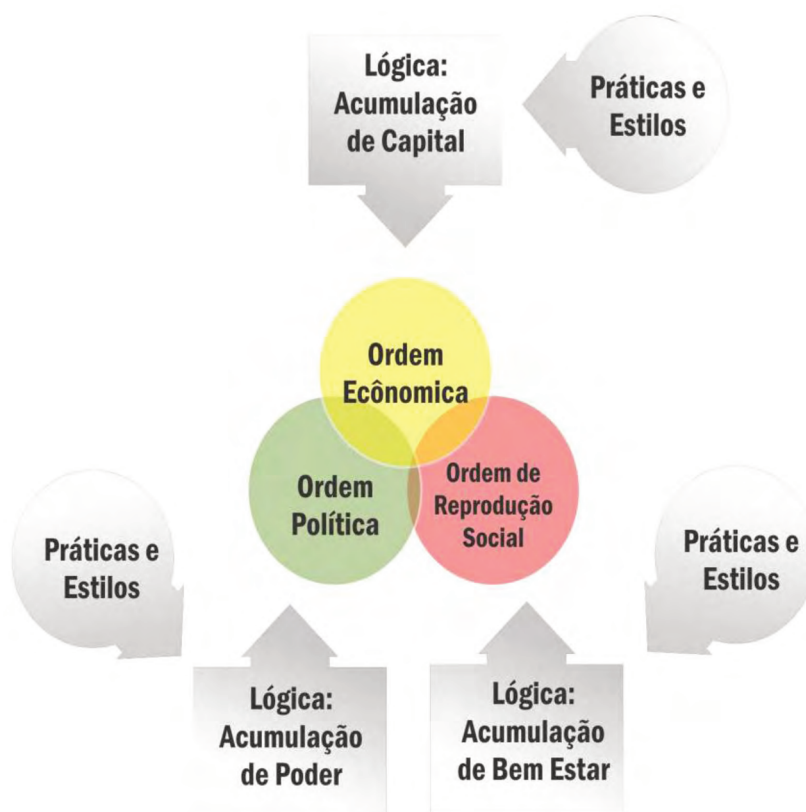 Lógica:
Acumulação
de Capital
Práticas e
Estilos
Ordem
Ecônomica
Ordem
Política
Ordem de
Reprodução
Social
Práticas e
Estilos
Práticas e
Estilos
Lógica:
Acumulação
de Poder
Lógica:
Acumulação
de Bem Estar